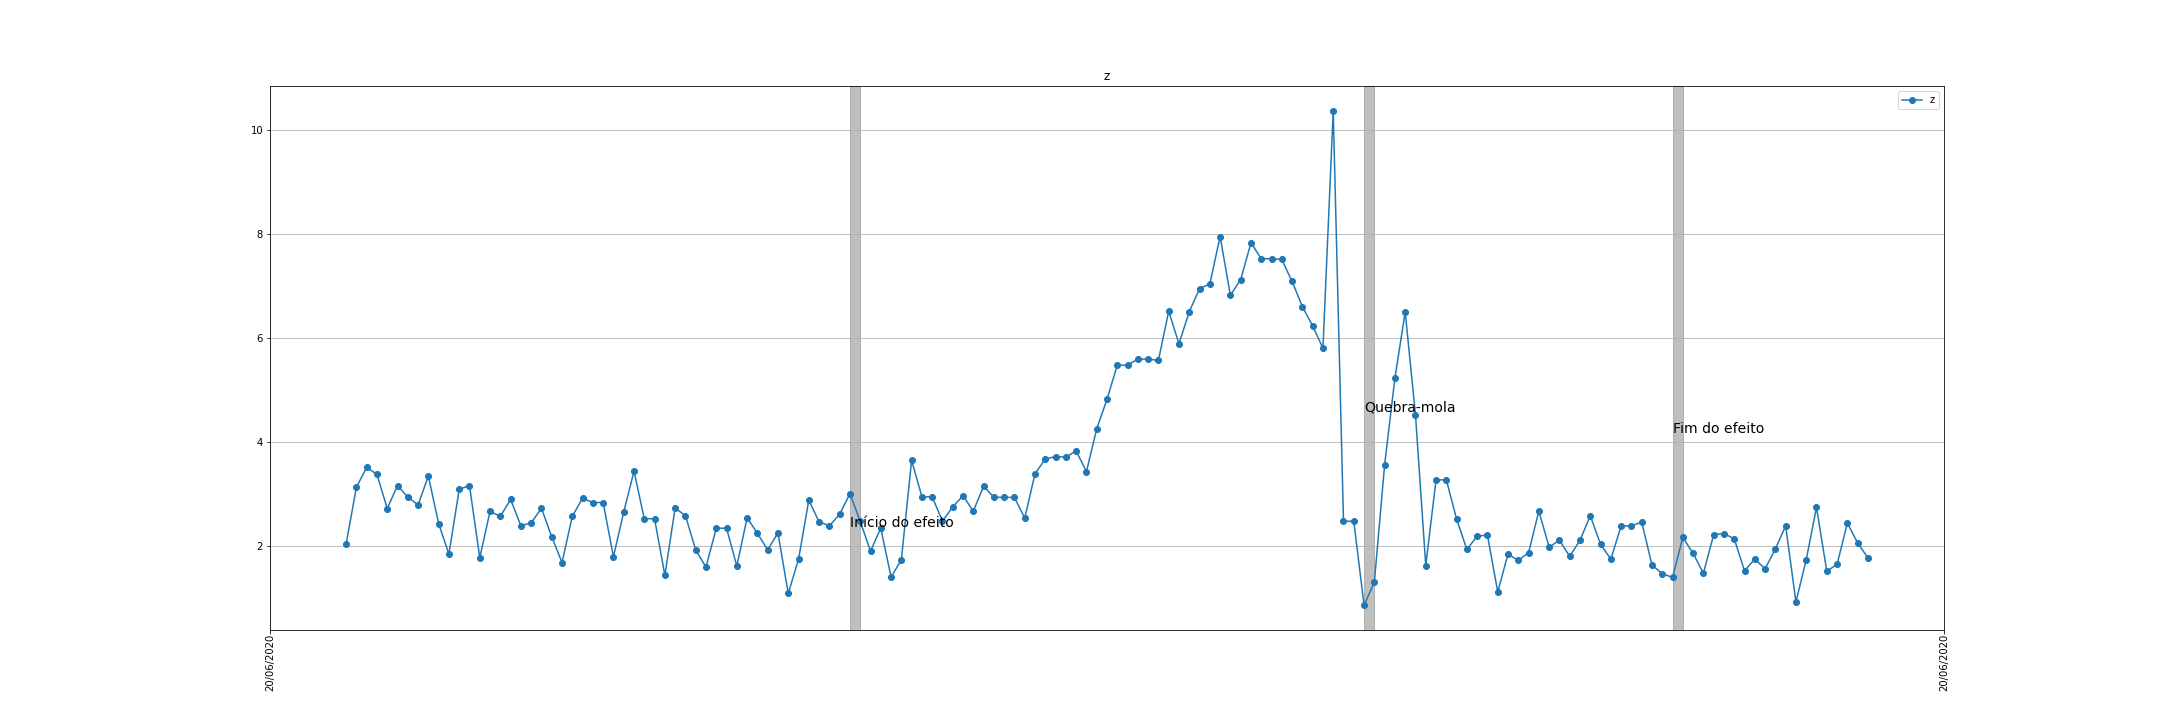 z
z
10
8
6
4
2
Quebra-mola
Fim do efeito
Início do efeito
20/06/2020
20/06/2020